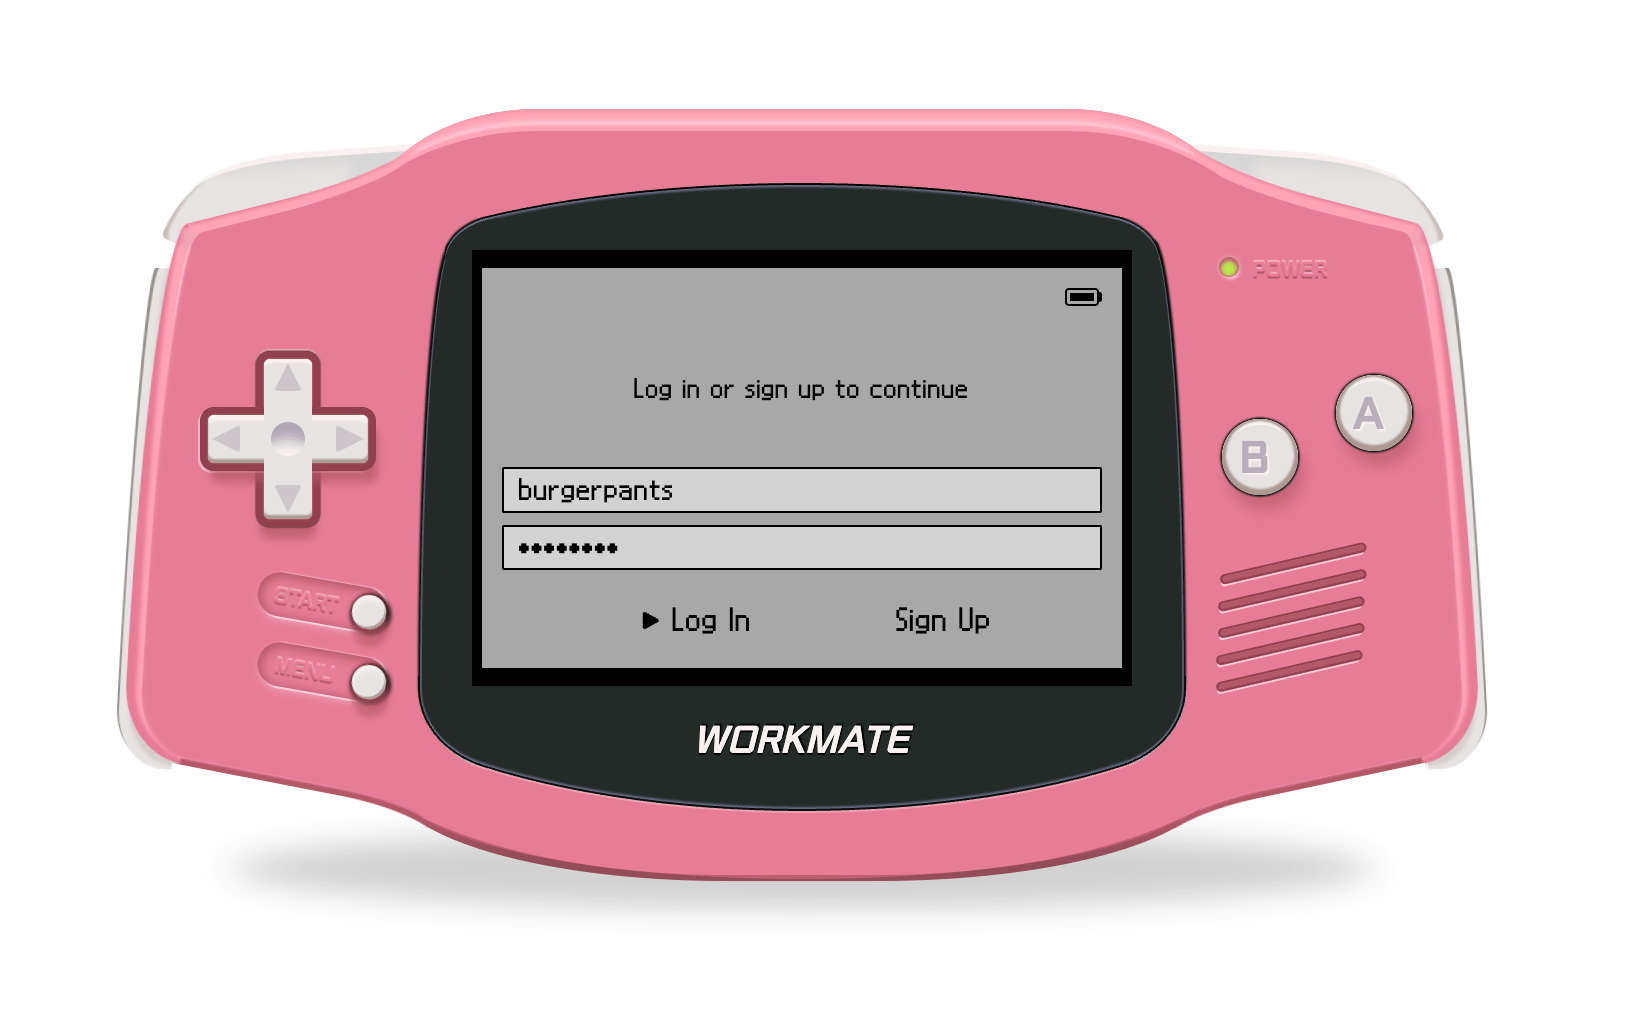 POWER
Log in or sign up to continue
burgerpants
••••••••
Log In Sign Up
A
B
START
MENU
WORKMATE